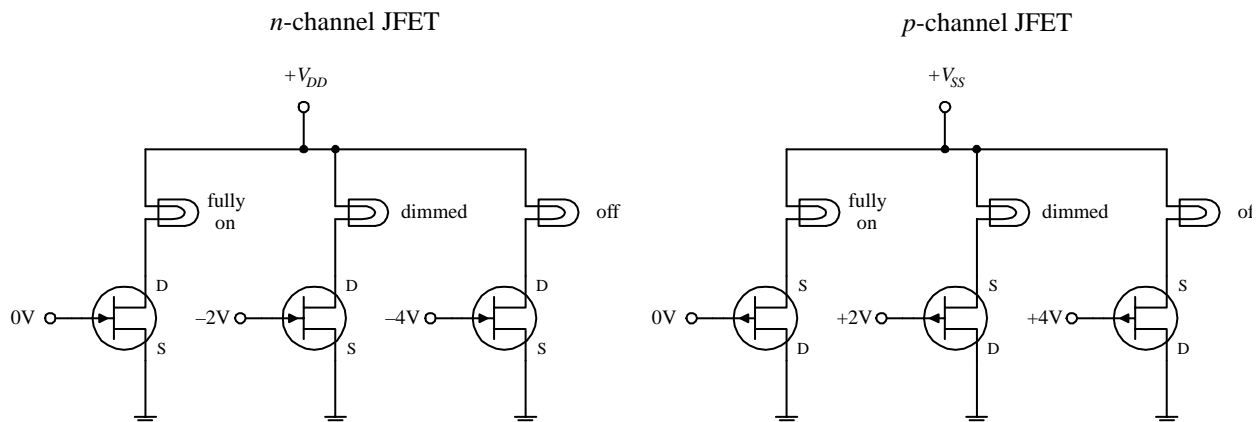 n-channel JFET
p-channel JFET
+VDD
+VSS
fully
on
dimmed
off
fully
on
dimmed
of
D
D
D
S
S
S
0V
–2V
–4V
0V
+2V
+4V
S
S
S
D
D
D